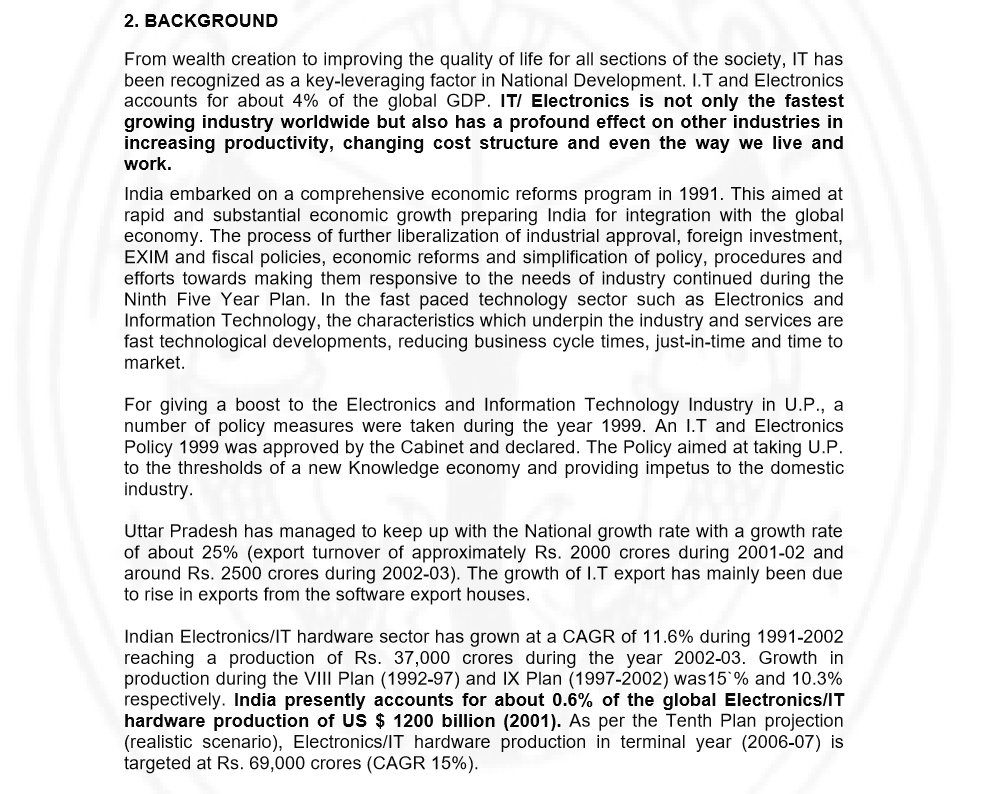 2. BACKGROUND
From wealth creation to improving the quality of life for all sections of the society, IT has
been recognized as a key-leveraging factor in National Development. I.T and Electronics
accounts for about 4% of the global GDP. IT/ Electronics is not only the fastest
growing industry worldwide but also has a profound effect on other industries in
increasing productivity, changing cost structure and even the way we live and
work.
India embarked on a comprehensive economic reforms program in 1991. This aimed at
rapid and substantial economic growth preparing India for integration with the global
economy. The process of further liberalization of industrial approval, foreign investment,
EXIM and fiscal policies, economic reforms and simplification of policy, procedures and
efforts towards making them responsive to the needs of industry continued during the
Ninth Five Year Plan. In the fast paced technology sector such as Electronics and
Information Technology, the characteristics which underpin the industry and services are
fast technological developments, reducing business cycle times, just-in-time and time to
market.
For giving a boost to the Electronics and Information Technology Industry in U.P., a
number of policy measures were taken during the year 1999. An I.T and Electronics
Policy 1999 was approved by the Cabinet and declared. The Policy aimed at taking U.P.
to the thresholds of a new Knowledge economy and providing impetus to the domestic
industry.
Uttar Pradesh has managed to keep up with the National growth rate with a growth rate
of about 25% (export turnover of approximately Rs. 2000 crores during 2001-02 and
around Rs. 2500 crores during 2002-03). The growth of I.T export has mainly been due
to rise in exports from the software export houses.
Indian Electronics/IT hardware sector has grown at a CAGR of 11.6% during 1991-2002
reaching a production of Rs. 37,000 crores during the year 2002-03. Growth in
production during the VIII Plan (1992-97) and IX Plan (1997-2002) was15`% and 10.3%
respectively. India presently accounts for about 0.6% of the global Electronics/IT
hardware production of US $ 1200 billion (2001). As per the Tenth Plan projection
(realistic scenario), Electronics/IT hardware production in terminal year (2006-07) is
targeted at Rs. 69,000 crores (CAGR 15%).